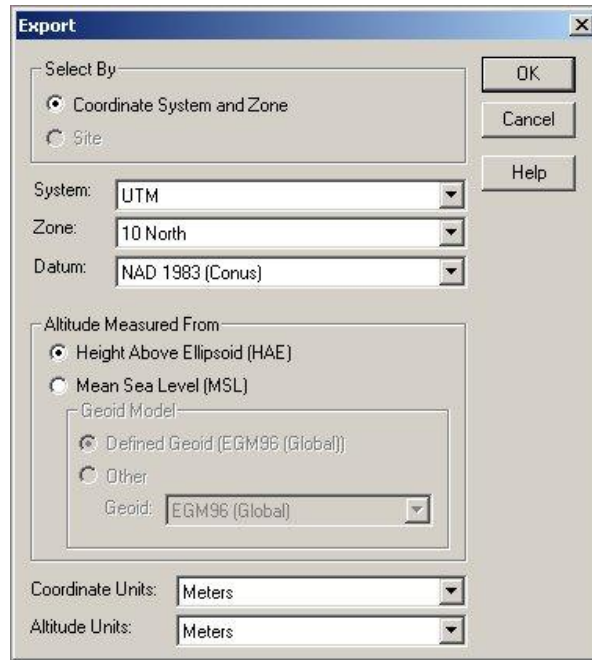 Export
Select By
Coordinate System and Zone
Site
OK
Cancel
Help
System: UTM
Zone: 10 North
Datum: NAD 1983 (Conus)
Altitude Measured From
Height Above Ellipsoid (HAE)
Mean Sea Level (MSL)
Geoid Model
Defined Geoid (EGM96 (Global))
Other
Geoid: EGM96 (Global)
Coordinate Units: Meters
Altitude Units: Meters